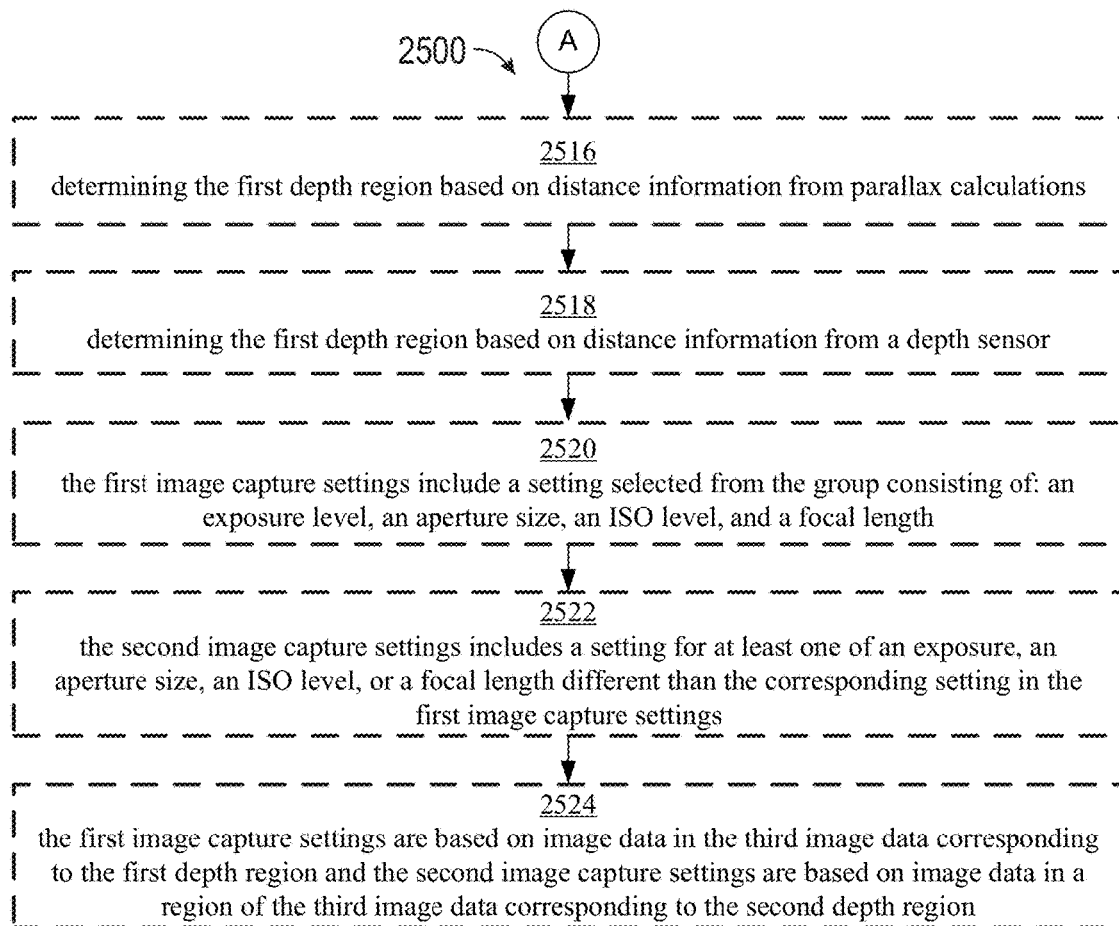 2500
A
2516
determining the first depth region based on distance information from parallax calculations
2518
determining the first depth region based on distance information from a depth sensor
2520
the first image capture settings include a setting selected from the group consisting of: an
exposure level, an aperture size, an ISO level, and a focal length
2522
the second image capture settings includes a setting for at least one of an exposure, an
aperture size, an ISO level, or a focal length different than the corresponding setting in the
first image capture settings
2524
the first image capture settings are based on image data in the third image data corresponding
to the first depth region and the second image capture settings are based on image data in a
region of the third image data corresponding to the second depth region